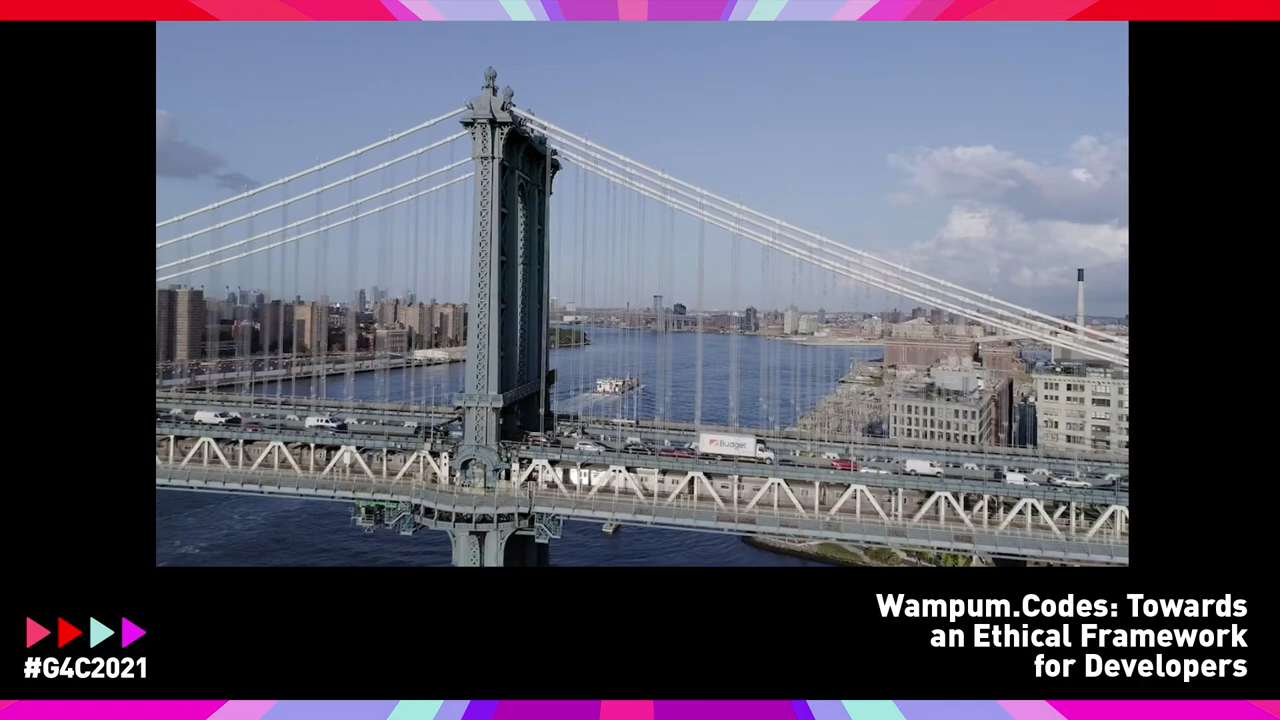 Budget
Wampum.Codes: Towards
an Ethical Framework
for Developers
#G4C2021